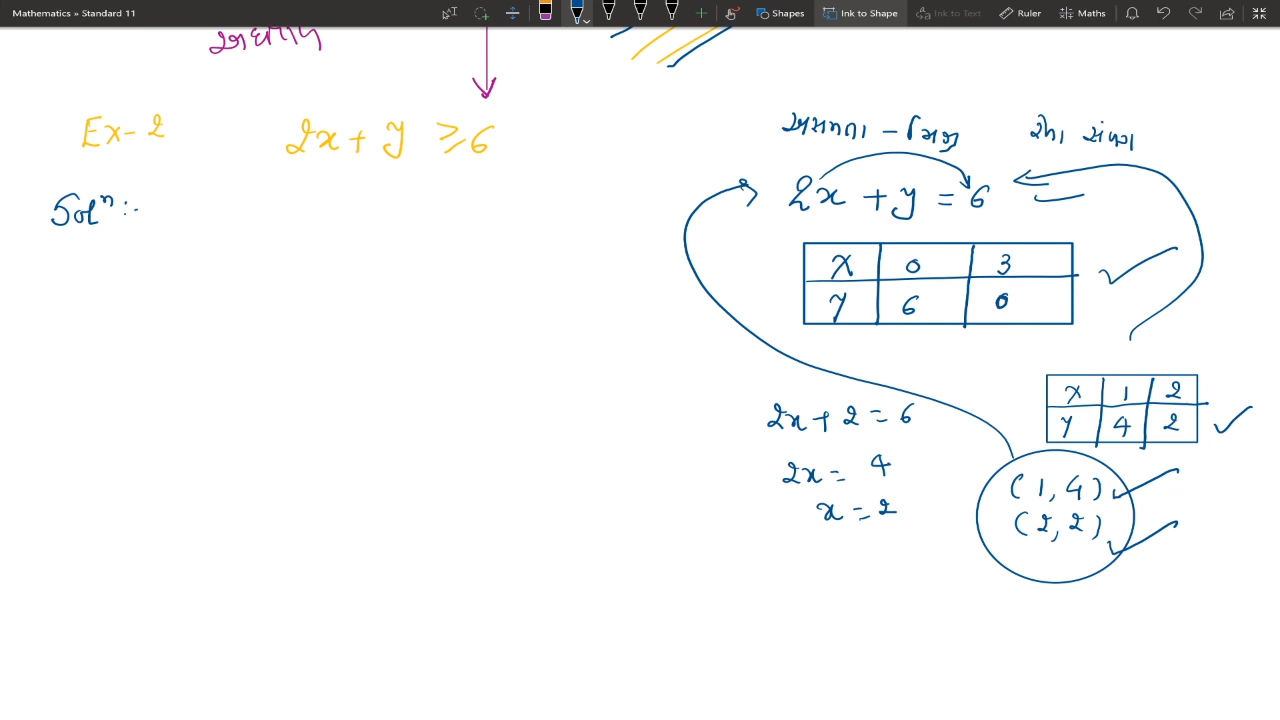 Mathematics » Standard 11
Shapes
Ink to Shape
Ink to Text
Ruler
Maths
Ex- 2 2x + y ≥ 6
Solⁿ :-
2x + y = 6
x 0 3
y 6 0
x 1 2
y 4 2
2x + 2 = 6
2x = 4
x = 2
(1, 4)
(2, 2)